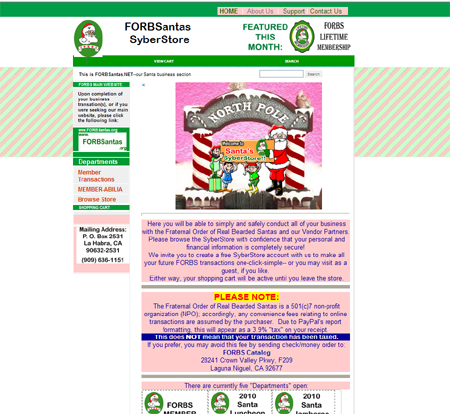 HOME About Us Support Contact Us
FORBSantas
SyberStore
FEATURED
THIS
MONTH:
FORBS
LIFETIME
MEMBERSHIP
VIEW CART SEARCH
This is FORBSantas.NET--our Santa business section
Search
FORBS MAIN WEBSITE
Upon completion of
your business
transaction(s), or if you
were seeking our main
website, please click
the following link:
www.FORBSantas.org
FORBSantas
.org
Departments
Member
Transactions
MEMBER-ABILIA
Browse Store
SHOPPING CART
Mailing Address:
P. O. Box 2531
La Habra, CA
90632-2531
(909) 636-1151
NORTH POLE
Welcome to
Santa's
SyberStore!!
Here you will be able to simply and safely conduct all of your business
with the Fraternal Order of Real Bearded Santas and our Vendor Partners.
Please browse the SyberStore with confidence that your personal and
financial information is completely secure!
We invite you to create a free SyberStore account with us to make all
your future FORBS transactions one-click-simple-- or you may visit as a
guest, if you like.
Either way, your shopping cart will be active until you leave the store.
PLEASE NOTE:
The Fraternal Order of Real Bearded Santas is a 501(c)7 non-profit
organization (NPO); accordingly, any convenience fees relating to online
transactions are assumed by the purchaser. Due to PayPal's report
formatting, this will appear as a 3.9% "tax" on your receipt.
This does NOT mean that your transaction has been taxed.
If you prefer, you may avoid this fee by sending check/money order to:
FORBS Catalog
29241 Crown Valley Pkwy, F209
Laguna Niguel, CA 92677
There are currently five "Departments" open:
FORBS
MEMBER
2010
Santa
Luncheon
2010
Santa
Jamboree